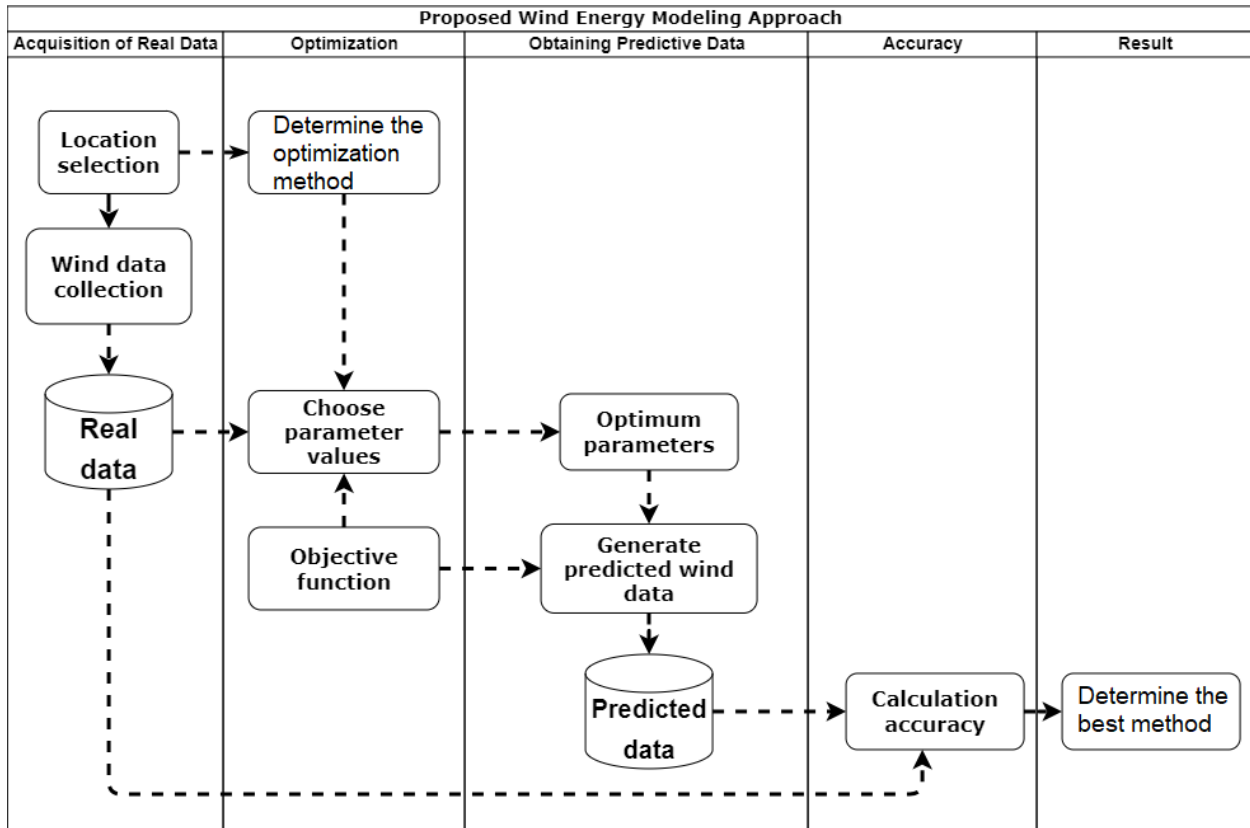 Proposed Wind Energy Modeling Approach
Acquisition of Real Data
Optimization
Obtaining Predictive Data
Accuracy
Result
Location
selection
Determine the
optimization
method
Wind data
collection
Real
data
Choose
parameter
values
Optimum
parameters
Objective
function
Generate
predicted wind
data
Predicted
data
Calculation
accuracy
Determine the
best method